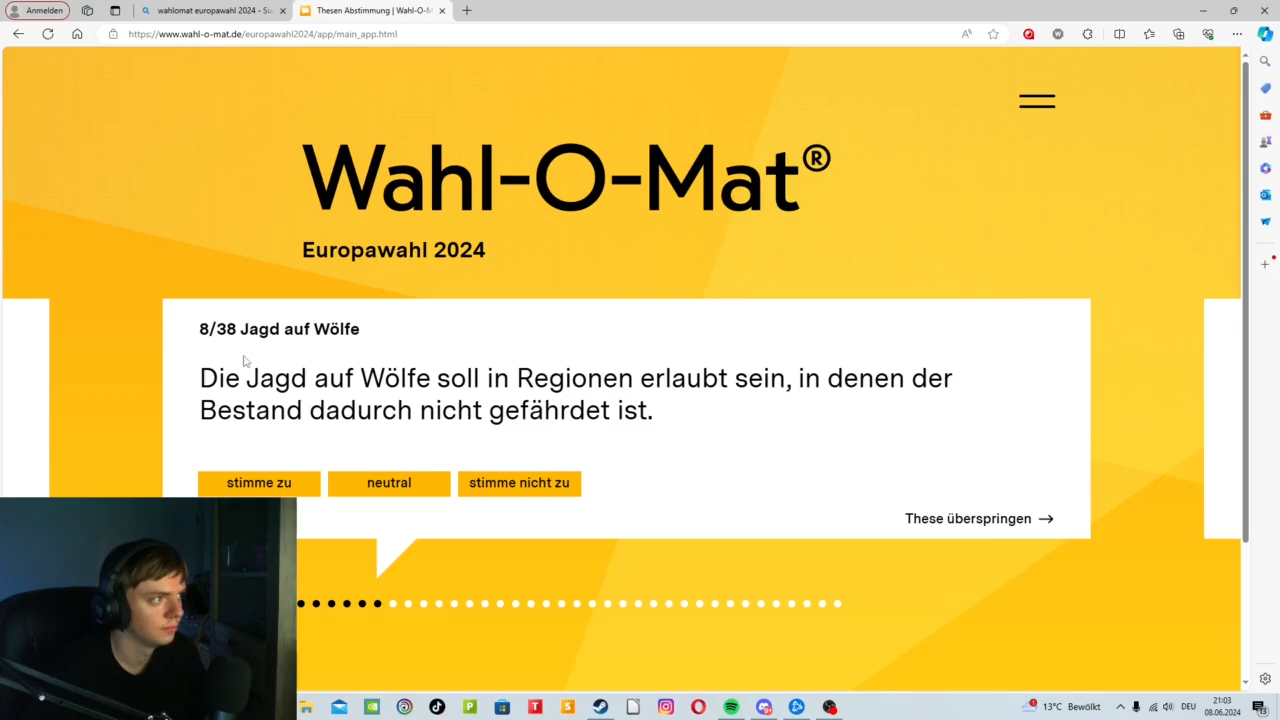 Anmelden
wahlomat europawahl 2024 - Su
Thesen Abstimmung | Wahl-O-M
https://www.wahl-o-mat.de/europawahl2024/app/main_app.html
Wahl-O-Mat®
Europawahl 2024
8/38 Jagd auf Wölfe
Die Jagd auf Wölfe soll in Regionen erlaubt sein, in denen der
Bestand dadurch nicht gefährdet ist.
stimme zu
neutral
stimme nicht zu
These überspringen →
13°C Bewölkt
DEU
21:03
08.06.2024